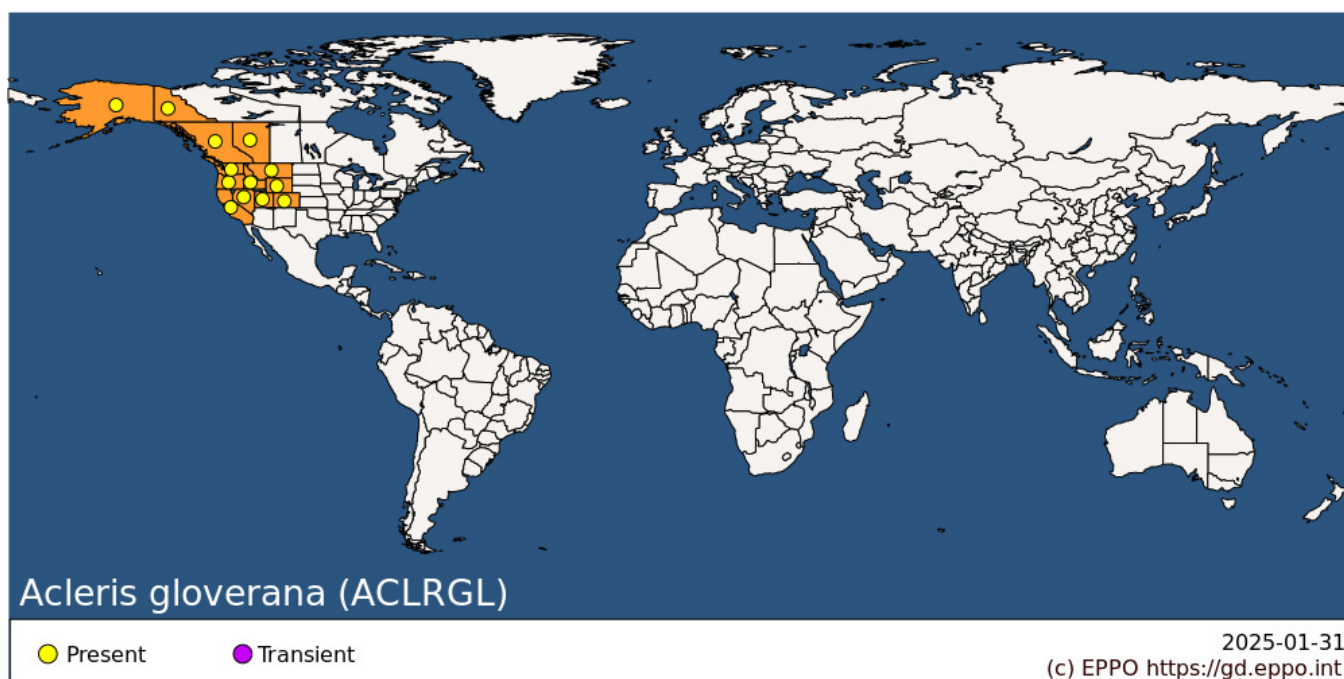 Acleris gloverana (ACLRGL)
Present
Transient
2025-01-31
(c) EPPO https://gd.eppo.int